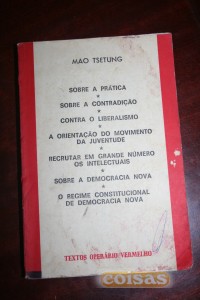 MAO TSETUNG
SOBRE A PRÁTICA
★
SOBRE A CONTRADIÇÃO
★
CONTRA O LIBERALISMO
★
A ORIENTAÇÃO DO MOVIMENTO
DA JUVENTUDE
★
RECRUTAR EM GRANDE NÚMERO
OS INTELECTUAIS
★
SOBRE A DEMOCRACIA NOVA
★
O REGIME CONSTITUCIONAL
DE DEMOCRACIA NOVA
TEXTOS OPERÁRIO VERMELHO
coisas